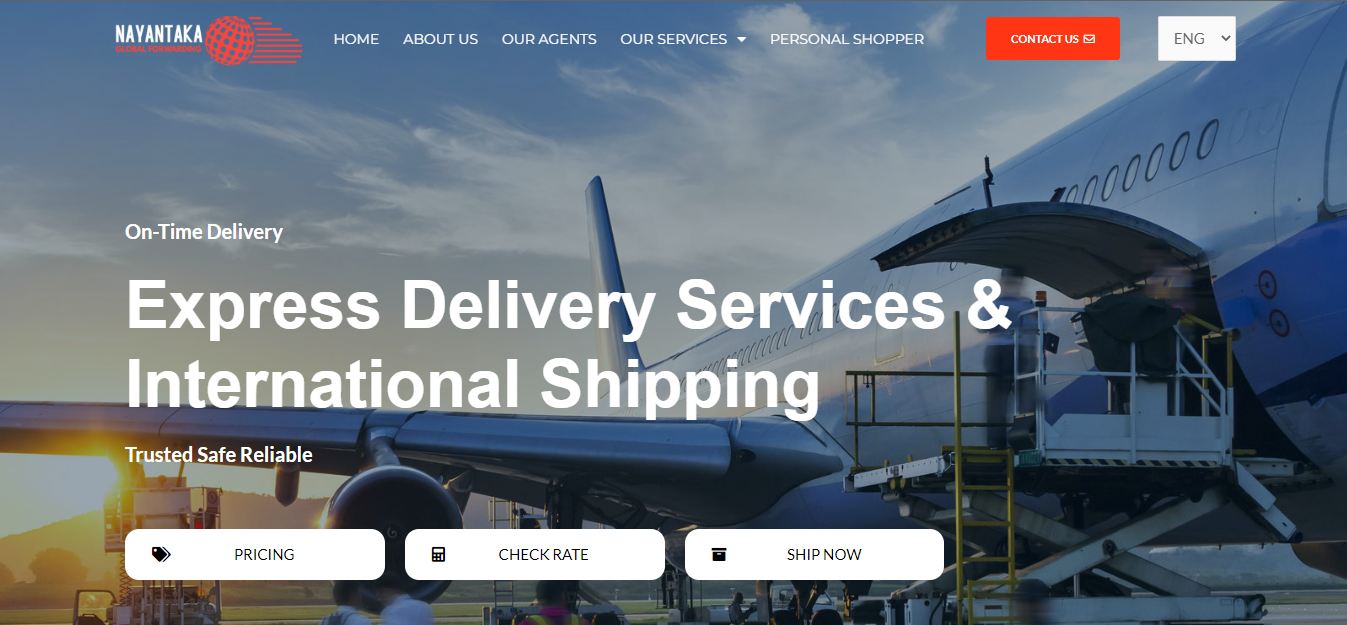 NAYANTAKA
GLOBAL FORWARDING
HOME
ABOUT US
OUR AGENTS
OUR SERVICES
PERSONAL SHOPPER
CONTACT US
ENG
On-Time Delivery
Express Delivery Services &
International Shipping
Trusted Safe Reliable
PRICING
CHECK RATE
SHIP NOW